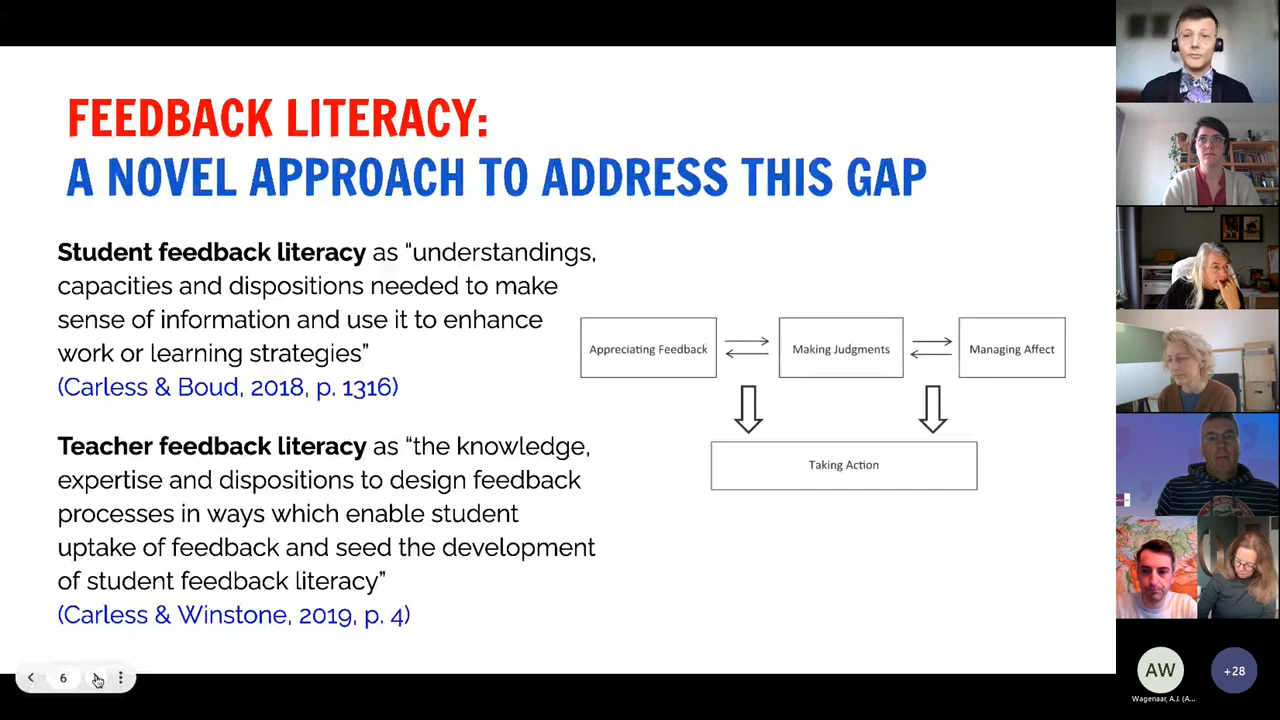 FEEDBACK LITERACY:
A NOVEL APPROACH TO ADDRESS THIS GAP
Student feedback literacy as “understandings,
capacities and dispositions needed to make
sense of information and use it to enhance
work or learning strategies”
(Carless & Boud, 2018, p. 1316)
Teacher feedback literacy as “the knowledge,
expertise and dispositions to design feedback
processes in ways which enable student
uptake of feedback and seed the development
of student feedback literacy”
(Carless & Winstone, 2019, p. 4)
Appreciating Feedback
Making Judgments
Managing Affect
Taking Action
6
AW
Wagenaar, A.I. (A...
+28